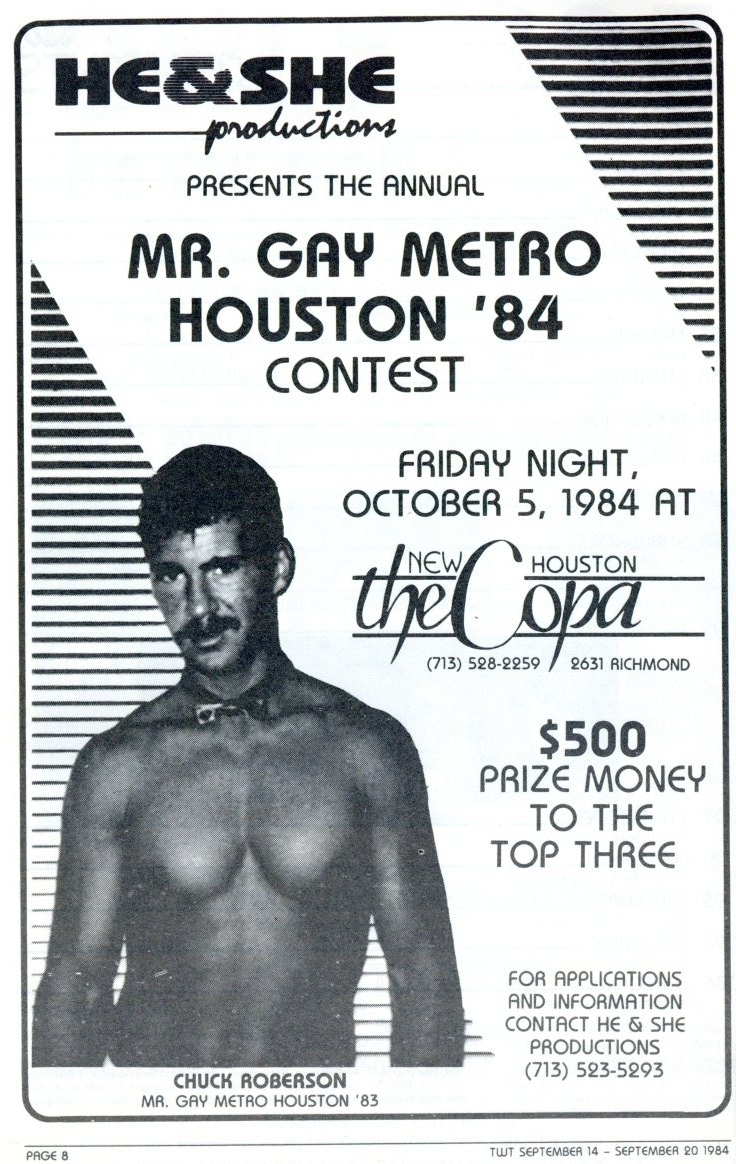 HE&SHE
productions
PRESENTS THE ANNUAL
MR. GAY METRO
HOUSTON '84
CONTEST
FRIDAY NIGHT,
OCTOBER 5, 1984 AT
NEW HOUSTON
the Copa
(713) 528-2259 / 2631 RICHMOND
$500
PRIZE MONEY
TO THE
TOP THREE
FOR APPLICATIONS
AND INFORMATION
CONTACT HE & SHE
PRODUCTIONS
(713) 523-5293
CHUCK ROBERSON
MR. GAY METRO HOUSTON '83
PAGE 8
TWT SEPTEMBER 14 – SEPTEMBER 20 1984